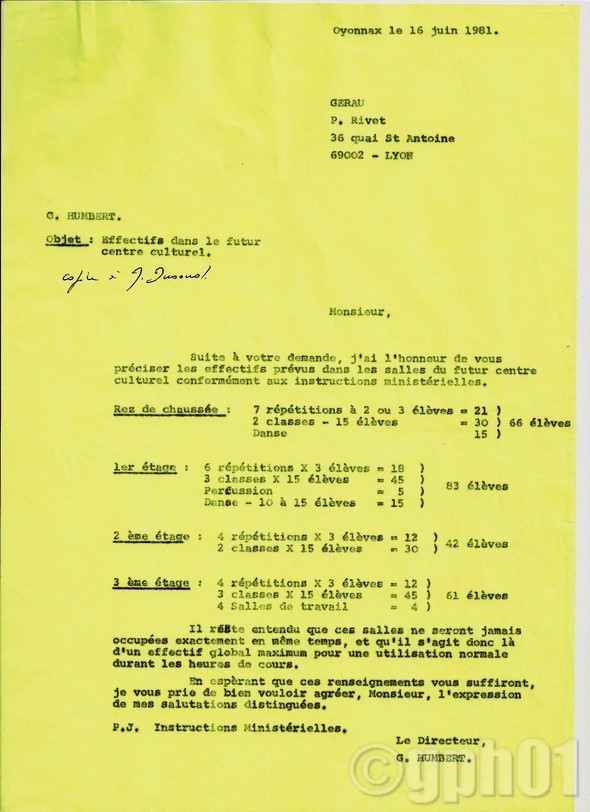 Oyonnax le 16 juin 1981.
GERAU
P. Rivet
36 quai St Antoine
69002 - LYON
G. HUMBERT.
Objet : Effectifs dans le futur
centre culturel.
copie à J.
Monsieur,
Suite à votre demande, j'ai l'honneur de vous
préciser les effectifs prévus dans les salles du futur centre
culturel conformément aux instructions ministérielles.
Rez de chaussée : 7 répétitions à 2 ou 3 élèves = 21 )
2 classes - 15 élèves = 30 ) 66 élèves
Danse 15 )
1er étage : 6 répétitions X 3 élèves = 18 )
3 classes X 15 élèves = 45 )
Percussion = 5 ) 83 élèves
Danse - 10 à 15 élèves = 15 )
2 ème étage : 4 répétitions X 3 élèves = 12 ) 42 élèves
2 classes X 15 élèves = 30 )
3 ème étage : 4 répétitions X 3 élèves = 12 )
3 classes X 15 élèves = 45 ) 61 élèves
4 Salles de travail = 4 )
Il reste entendu que ces salles ne seront jamais
occupées exactement en même temps, et qu'il s'agit donc là
d'un effectif global maximum pour une utilisation normale
durant les heures de cours.
En espèrant que ces renseignements vous suffiront,
je vous prie de bien vouloir agréer, Monsieur, l'expression
de mes salutations distinguées.
P.J. Instructions Ministérielles.
Le Directeur,
G. HUMBERT.
©gph01